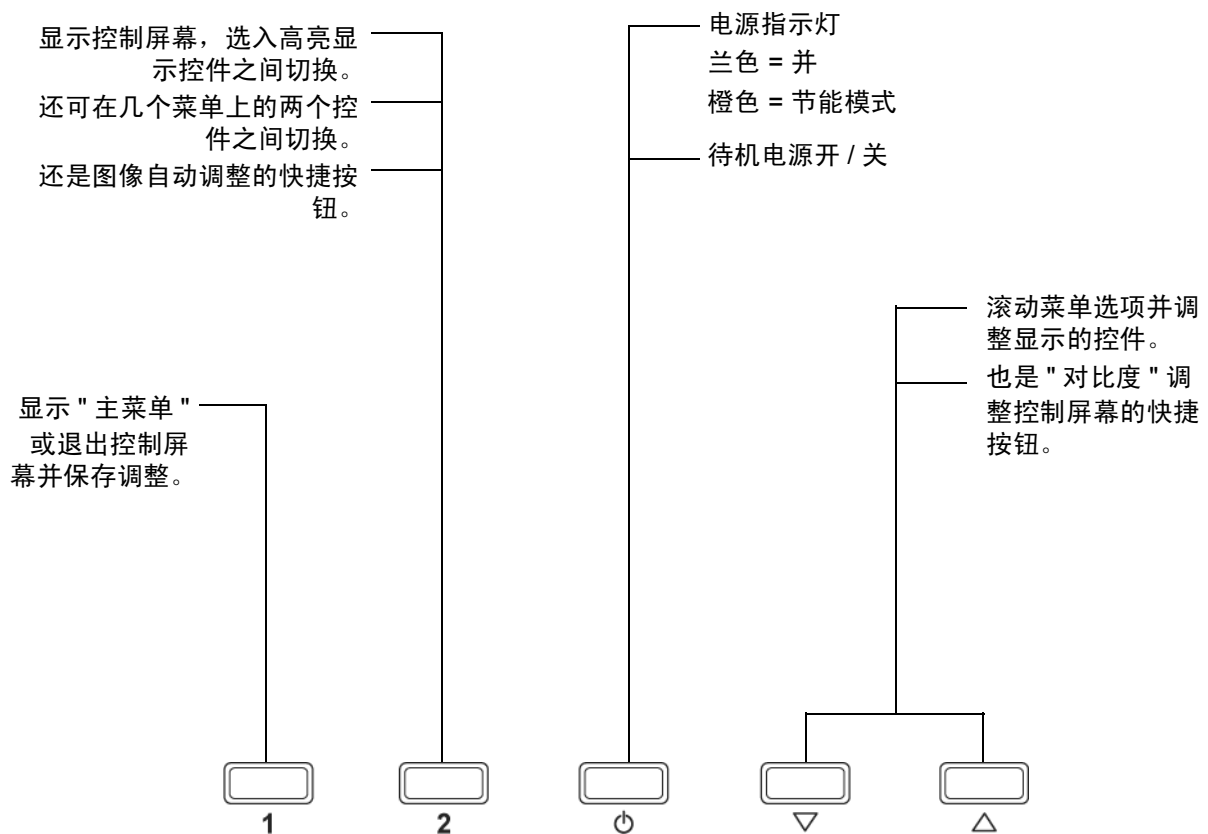 显示控制屏幕，选入高亮显
示控件之间切换。
还可在几个菜单上的两个控
件之间切换。
还是图像自动调整的快捷按
钮。
电源指示灯
兰色 = 并
橙色 = 节能模式
待机电源开 / 关
滚动菜单选项并调
整显示的控件。
也是 " 对比度 " 调
整控制屏幕的快捷
按钮。
显示 " 主菜单 "
或退出控制屏
幕并保存调整。
1
2